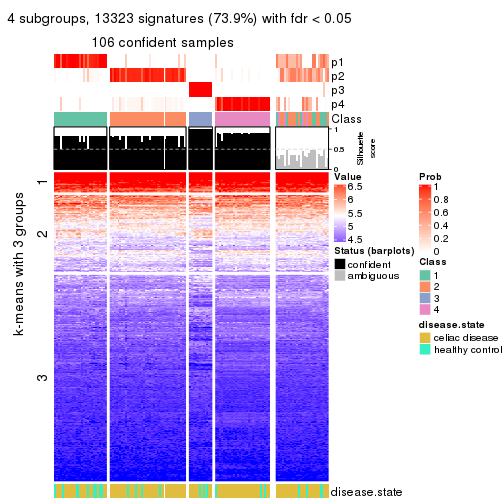 4 subgroups, 13323 signatures (73.9%) with fdr < 0.05
106 confident samples
p1
p2
p3
p4
Class
1
0.5
0
Silhouette
score
k-means with 3 groups
1
2
3
disease.state
Value
6.5
6
5.5
5
4.5
Status (barplots)
confident
ambiguous
Prob
1
0.8
0.6
0.4
0.2
0
Class
1
2
3
4
disease.state
celiac disease
healthy control